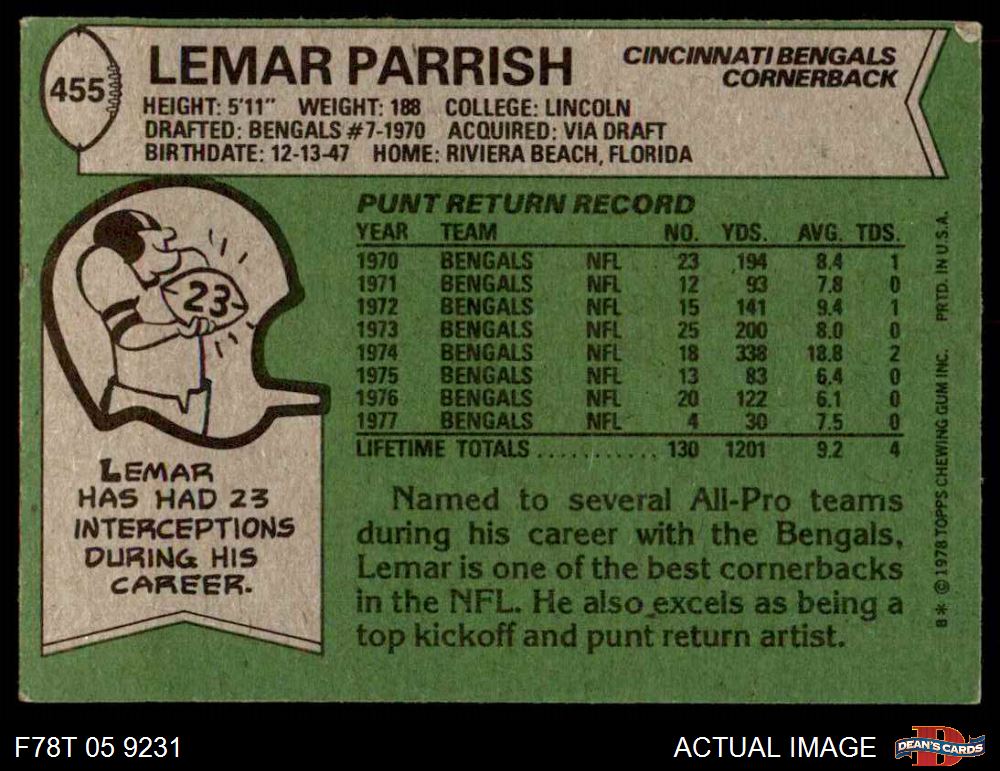 455
LEMAR PARRISH
CINCINNATI BENGALS
CORNERBACK
HEIGHT: 5'11" WEIGHT: 188 COLLEGE: LINCOLN
DRAFTED: BENGALS #7-1970 ACQUIRED: VIA DRAFT
BIRTHDATE: 12-13-47 HOME: RIVIERA BEACH, FLORIDA
23
LEMAR
HAS HAD 23
INTERCEPTIONS
DURING HIS
CAREER.
PUNT RETURN RECORD
YEAR TEAM NO. YDS. AVG. TDS.
1970 BENGALS NFL 23 194 8.4 1
1971 BENGALS NFL 12 93 7.8 0
1972 BENGALS NFL 15 141 9.4 1
1973 BENGALS NFL 25 200 8.0 0
1974 BENGALS NFL 18 338 18.8 2
1975 BENGALS NFL 13 83 6.4 0
1976 BENGALS NFL 20 122 6.1 0
1977 BENGALS NFL 4 30 7.5 0
LIFETIME TOTALS ............ 130 1201 9.2 4
Named to several All-Pro teams
during his career with the Bengals,
Lemar is one of the best cornerbacks
in the NFL. He also excels as being a
top kickoff and punt return artist.
8* © 1978 TOPPS CHEWING GUM INC. PRTD. IN U.S.A.
F78T 05 9231
ACTUAL IMAGE
D
DEAN'S CARDS
.COM